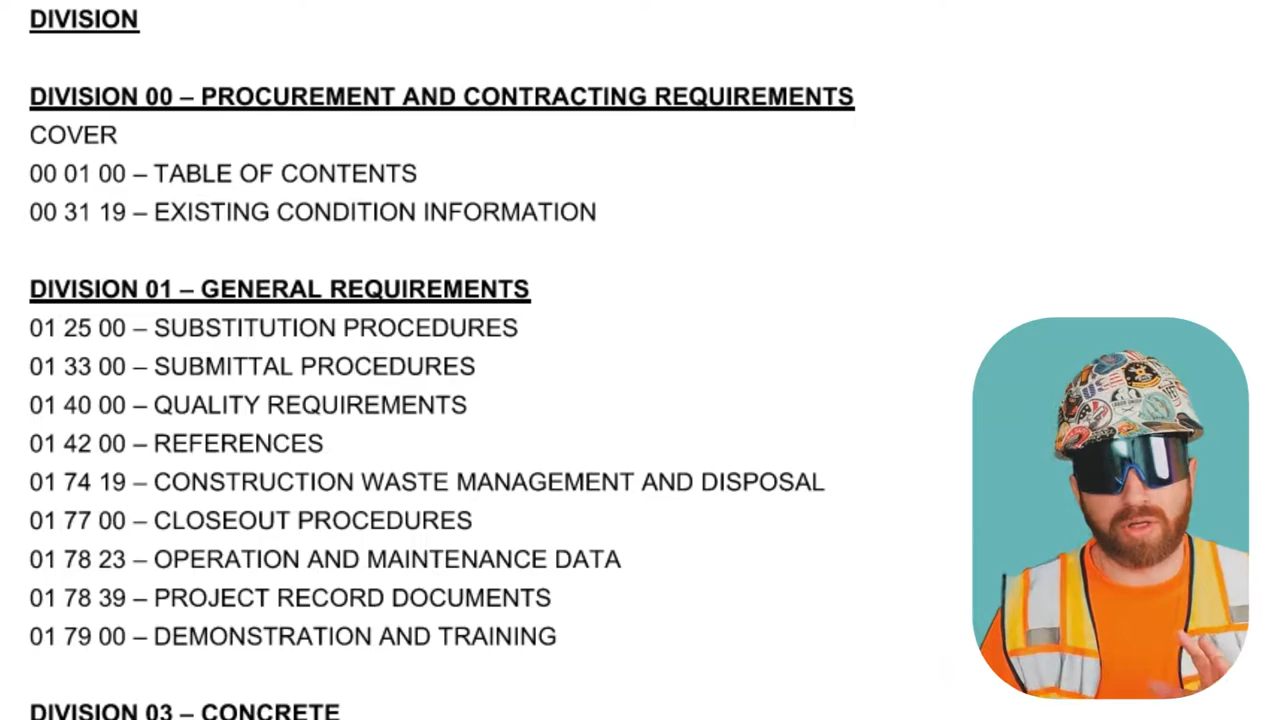 DIVISION
DIVISION 00 – PROCUREMENT AND CONTRACTING REQUIREMENTS
COVER
00 01 00 – TABLE OF CONTENTS
00 31 19 – EXISTING CONDITION INFORMATION
DIVISION 01 – GENERAL REQUIREMENTS
01 25 00 – SUBSTITUTION PROCEDURES
01 33 00 – SUBMITTAL PROCEDURES
01 40 00 – QUALITY REQUIREMENTS
01 42 00 – REFERENCES
01 74 19 – CONSTRUCTION WASTE MANAGEMENT AND DISPOSAL
01 77 00 – CLOSEOUT PROCEDURES
01 78 23 – OPERATION AND MAINTENANCE DATA
01 78 39 – PROJECT RECORD DOCUMENTS
01 79 00 – DEMONSTRATION AND TRAINING
DIVISION 03 – CONCRETE